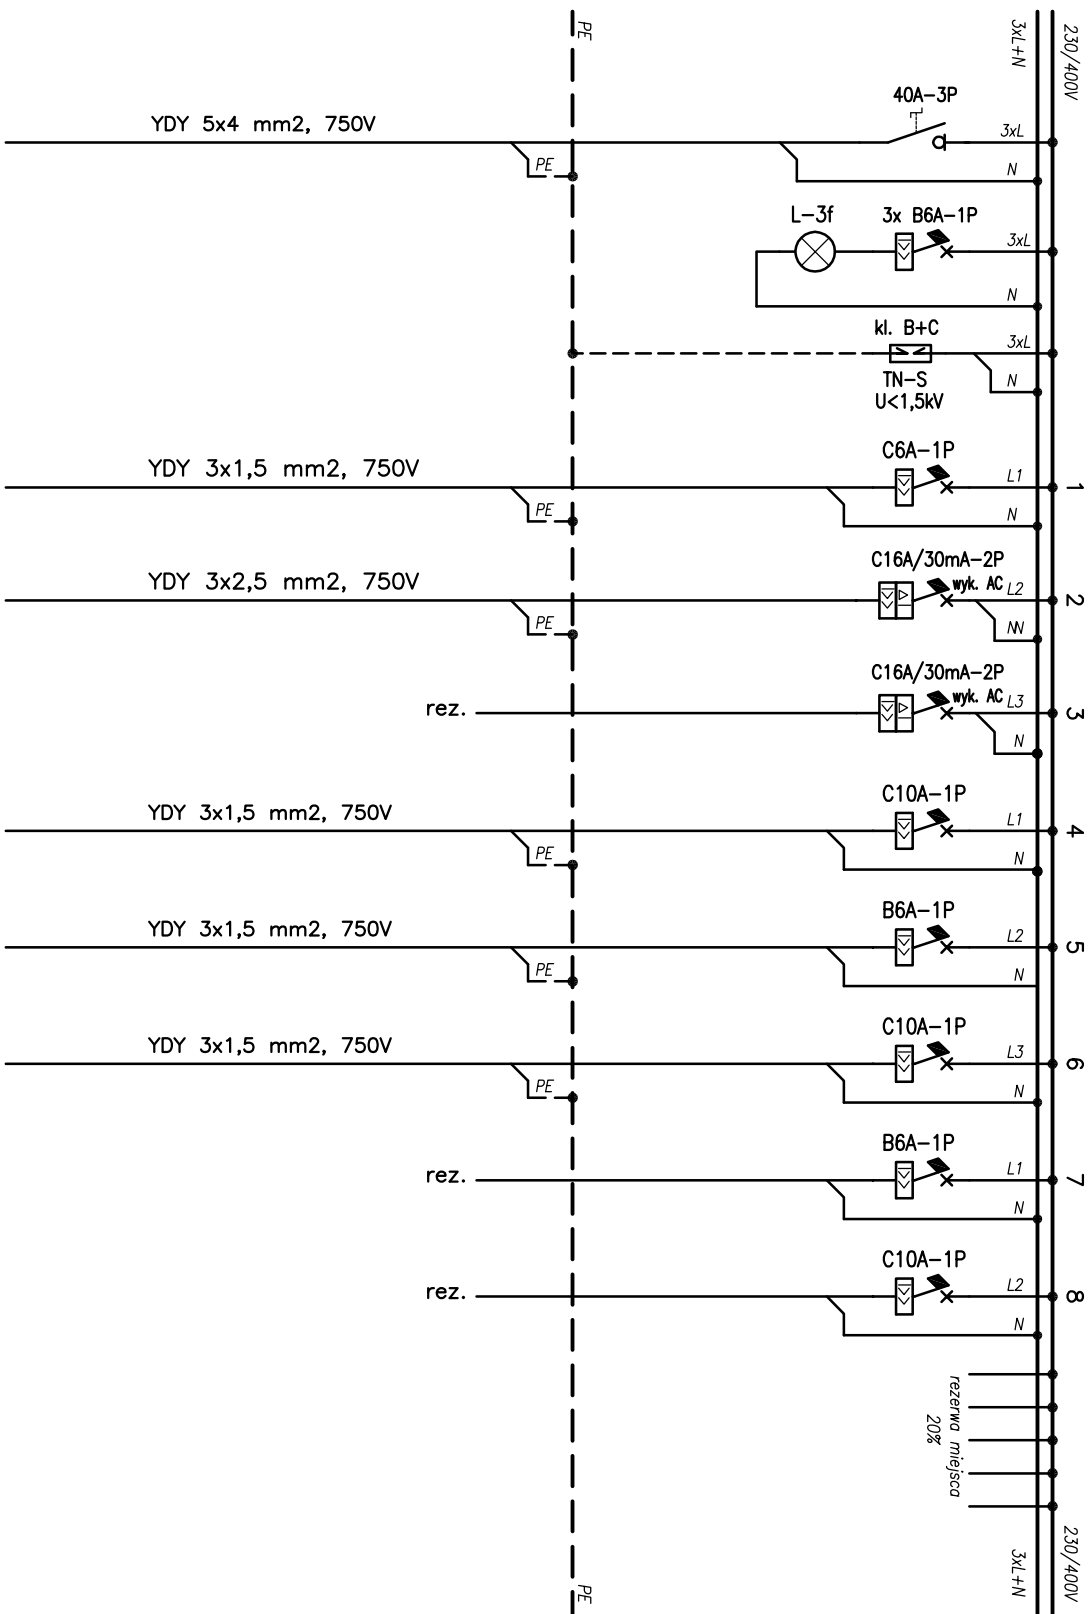 230/400V
3xL+N
PE
40A-3P
YDY 5x4 mm2, 750V
3xL
PE
N
L-3f
3x B6A-1P
3xL
N
kl. B+C
3xL
TN-S
N
U<1,5kV
C6A-1P
YDY 3x1,5 mm2, 750V
L1
1
PE
N
C16A/30mA-2P
YDY 3x2,5 mm2, 750V
wyk. AC
L2
2
PE
NN
C16A/30mA-2P
wyk. AC
L3
rez.
3
N
C10A-1P
YDY 3x1,5 mm2, 750V
L1
4
PE
N
B6A-1P
YDY 3x1,5 mm2, 750V
L2
5
PE
N
C10A-1P
YDY 3x1,5 mm2, 750V
L3
6
PE
N
B6A-1P
rez.
L1
7
N
C10A-1P
rez.
L2
8
N
rezerwa miejsca
20%
230/400V
3xL+N
PE